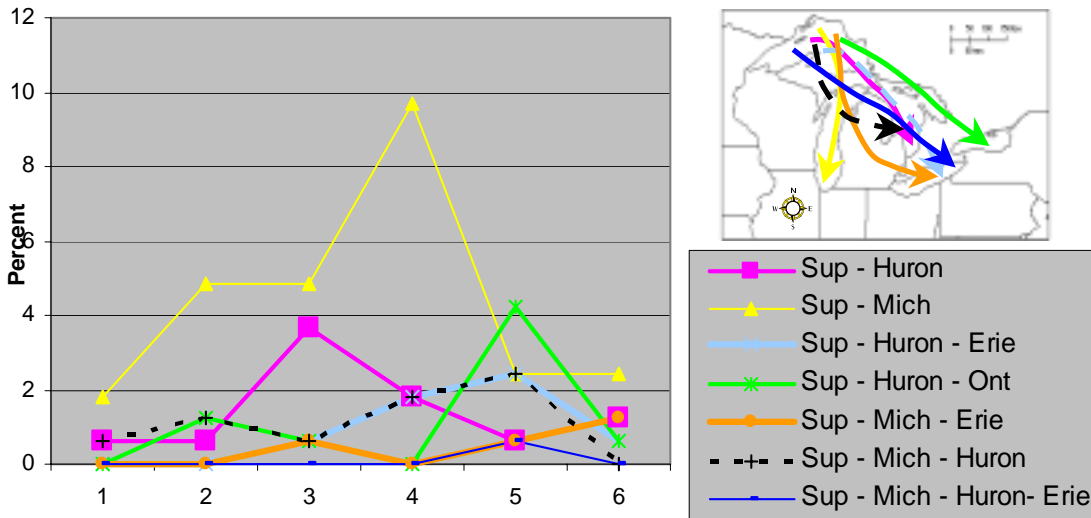 12
10
8
6
4
2
0
Percent
1 2 3 4 5 6
N
W E
S
Sup - Huron
Sup - Mich
Sup - Huron - Erie
Sup - Huron - Ont
Sup - Mich - Erie
Sup - Mich - Huron
Sup - Mich - Huron- Erie